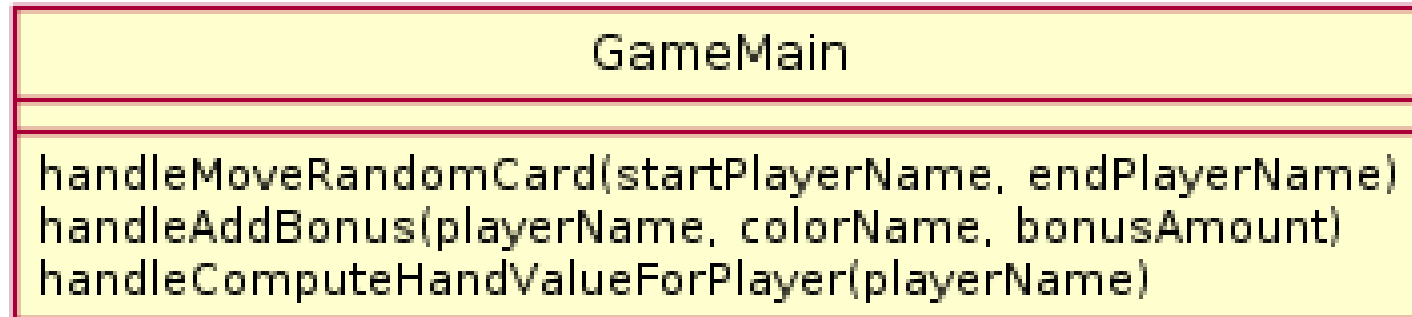 GameMain
handleMoveRandomCard(startPlayerName, endPlayerName)
handleAddBonus(playerName, colorName, bonusAmount)
handleComputeHandValueForPlayer(playerName)